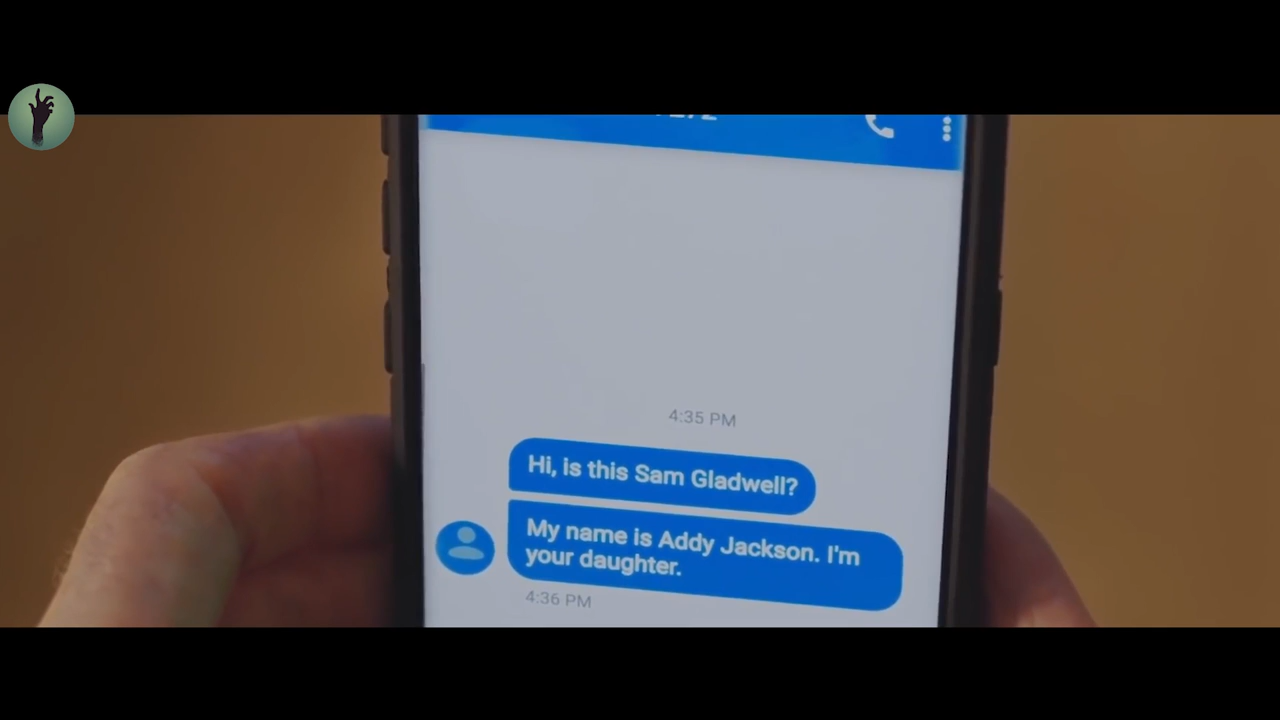 4:35 PM
Hi, is this Sam Gladwell?
My name is Addy Jackson. I'm
your daughter.
4:36 PM